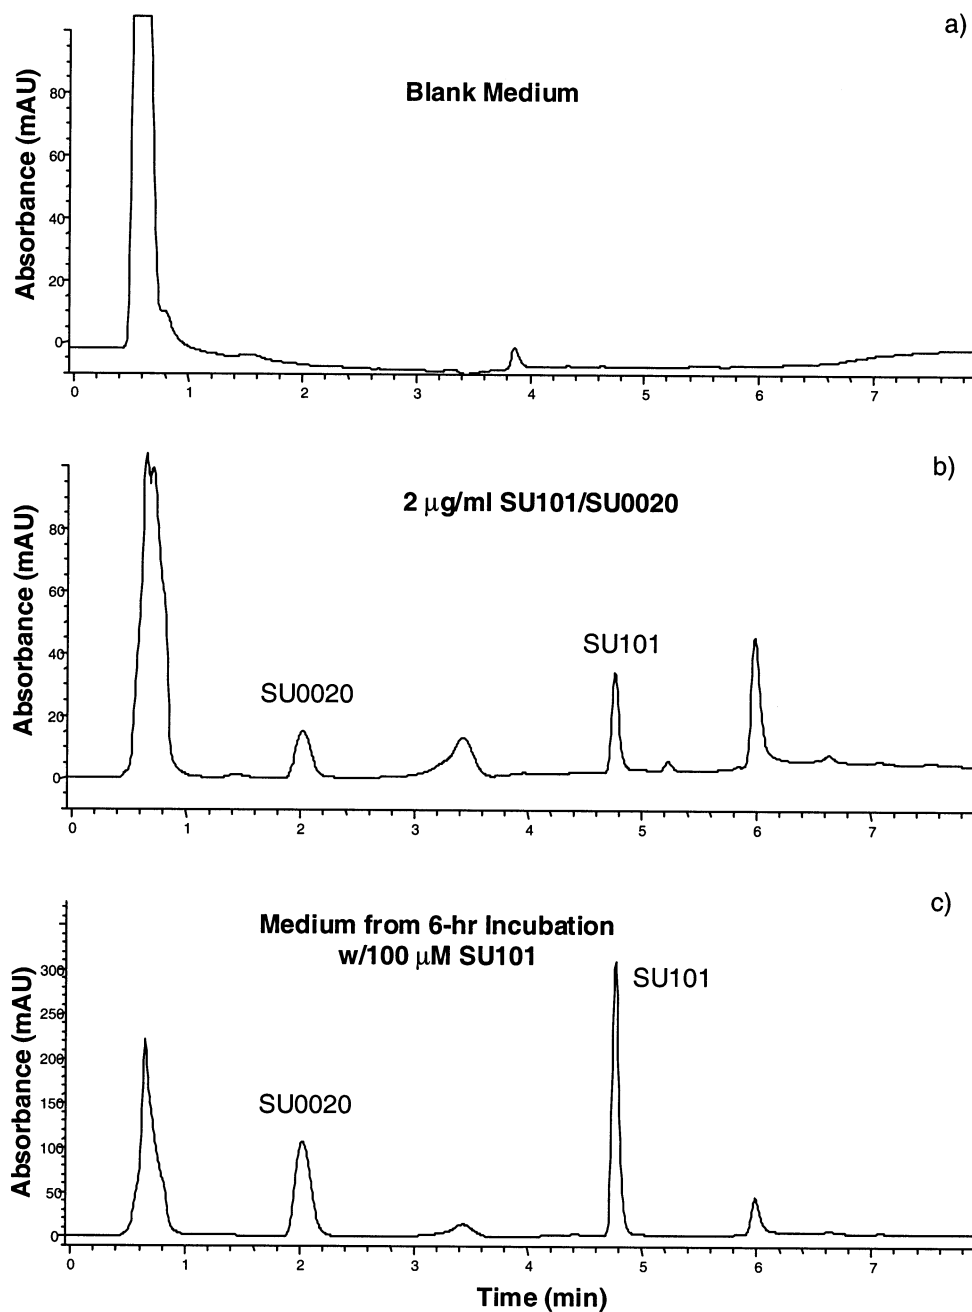 a)
Blank Medium
Absorbance (mAU)
80
60
40
20
0
0 1 2 3 4 5 6 7
b)
2 μg/ml SU101/SU0020
Absorbance (mAU)
80
60
40
20
0
SU0020
SU101
0 1 2 3 4 5 6 7
c)
Medium from 6-hr Incubation
w/100 μM SU101
Absorbance (mAU)
300
250
200
150
100
50
0
SU101
SU0020
0 1 2 3 4 5 6 7
Time (min)